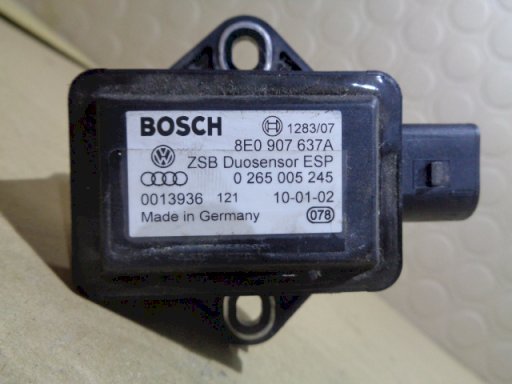 BOSCH 1283/07
8E0 907 637A
ZSB Duosensor ESP
0 265 005 245
0013936 121 10-01-02
Made in Germany 078